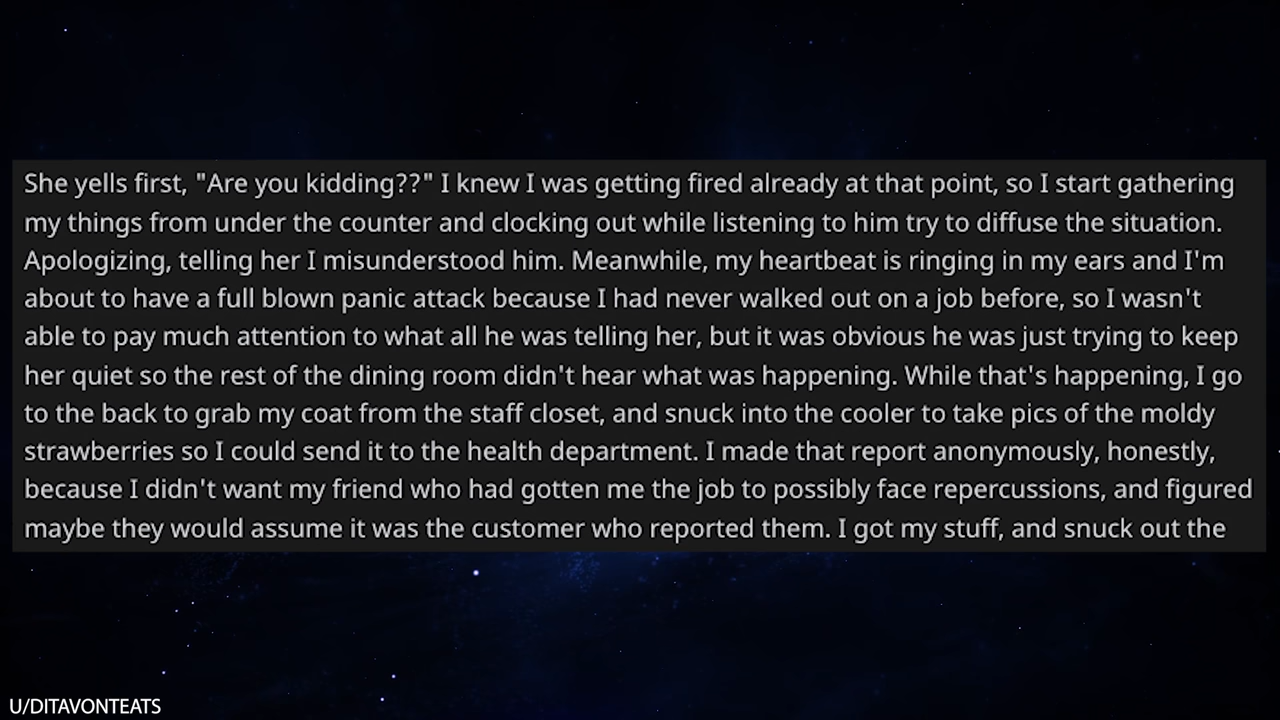 She yells first, "Are you kidding??" I knew I was getting fired already at that point, so I start gathering
my things from under the counter and clocking out while listening to him try to diffuse the situation.
Apologizing, telling her I misunderstood him. Meanwhile, my heartbeat is ringing in my ears and I'm
about to have a full blown panic attack because I had never walked out on a job before, so I wasn't
able to pay much attention to what all he was telling her, but it was obvious he was just trying to keep
her quiet so the rest of the dining room didn't hear what was happening. While that's happening, I go
to the back to grab my coat from the staff closet, and snuck into the cooler to take pics of the moldy
strawberries so I could send it to the health department. I made that report anonymously, honestly,
because I didn't want my friend who had gotten me the job to possibly face repercussions, and figured
maybe they would assume it was the customer who reported them. I got my stuff, and snuck out the
U/DITAVONTEATS